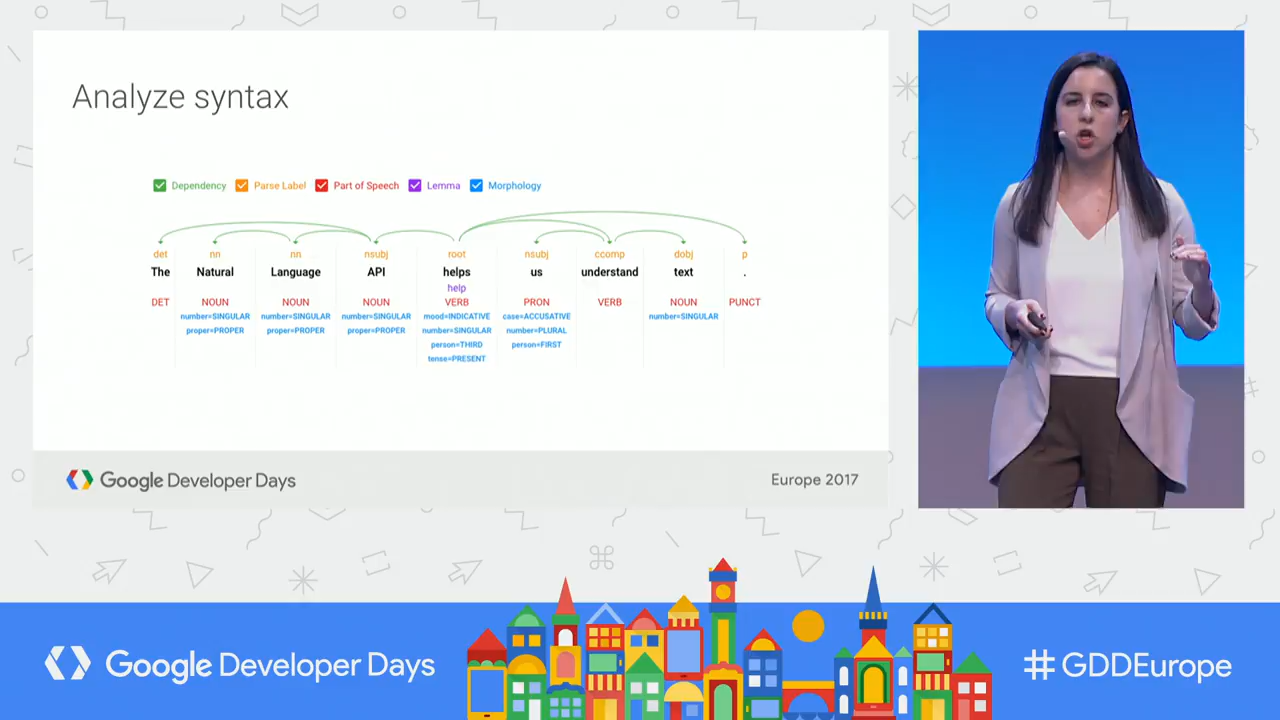 Analyze syntax
Dependency Parse Label Part of Speech Lemma Morphology
det nn nn nsubj root nsubj ccomp dobj p
The Natural Language API helps us understand text .
help
DET NOUN NOUN NOUN VERB PRON VERB NOUN PUNCT
number=SINGULAR number=SINGULAR number=SINGULAR mood=INDICATIVE case=ACCUSATIVE number=SINGULAR
proper=PROPER proper=PROPER proper=PROPER number=SINGULAR number=PLURAL
person=THIRD person=FIRST
tense=PRESENT
Google Developer Days Europe 2017
Google Developer Days #GDDEurope